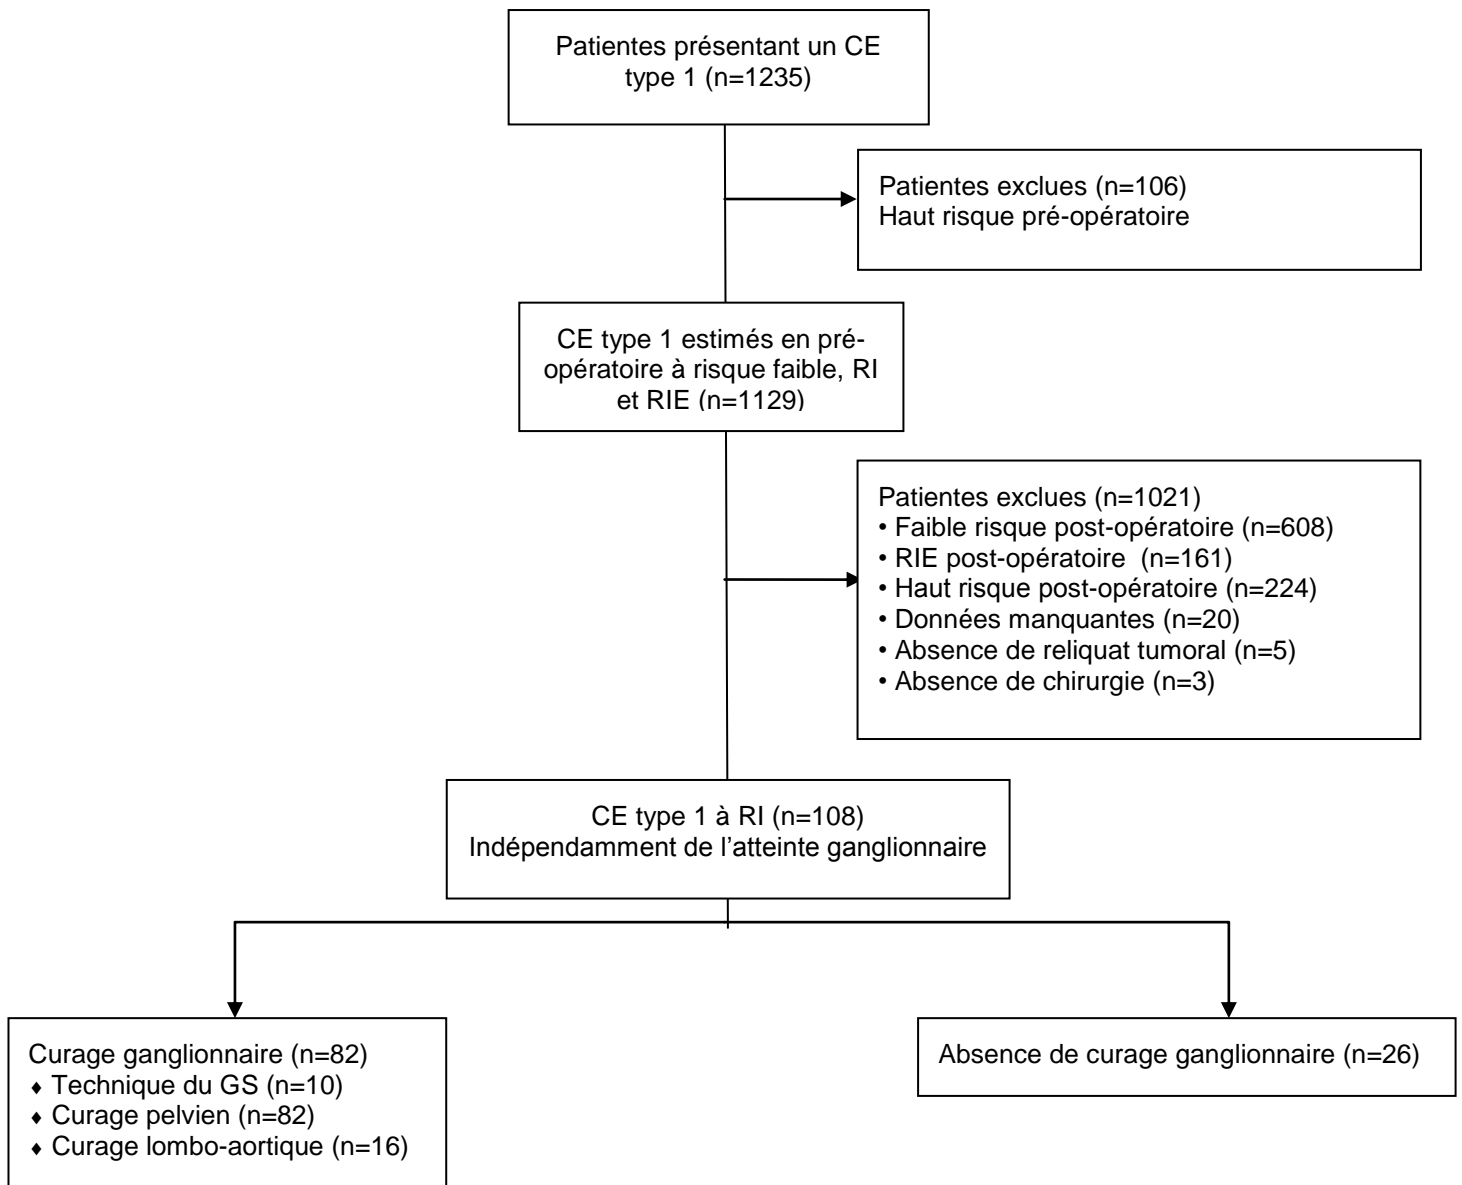 Patientes présentant un CE
type 1 (n=1235)
Patientes exclues (n=106)
Haut risque pré-opératoire
CE type 1 estimés en pré-
opératoire à risque faible, RI
et RIE (n=1129)
Patientes exclues (n=1021)
• Faible risque post-opératoire (n=608)
• RIE post-opératoire (n=161)
• Haut risque post-opératoire (n=224)
• Données manquantes (n=20)
• Absence de reliquat tumoral (n=5)
• Absence de chirurgie (n=3)
CE type 1 à RI (n=108)
Indépendamment de l’atteinte ganglionnaire
Curage ganglionnaire (n=82)
♦ Technique du GS (n=10)
♦ Curage pelvien (n=82)
♦ Curage lombo-aortique (n=16)
Absence de curage ganglionnaire (n=26)